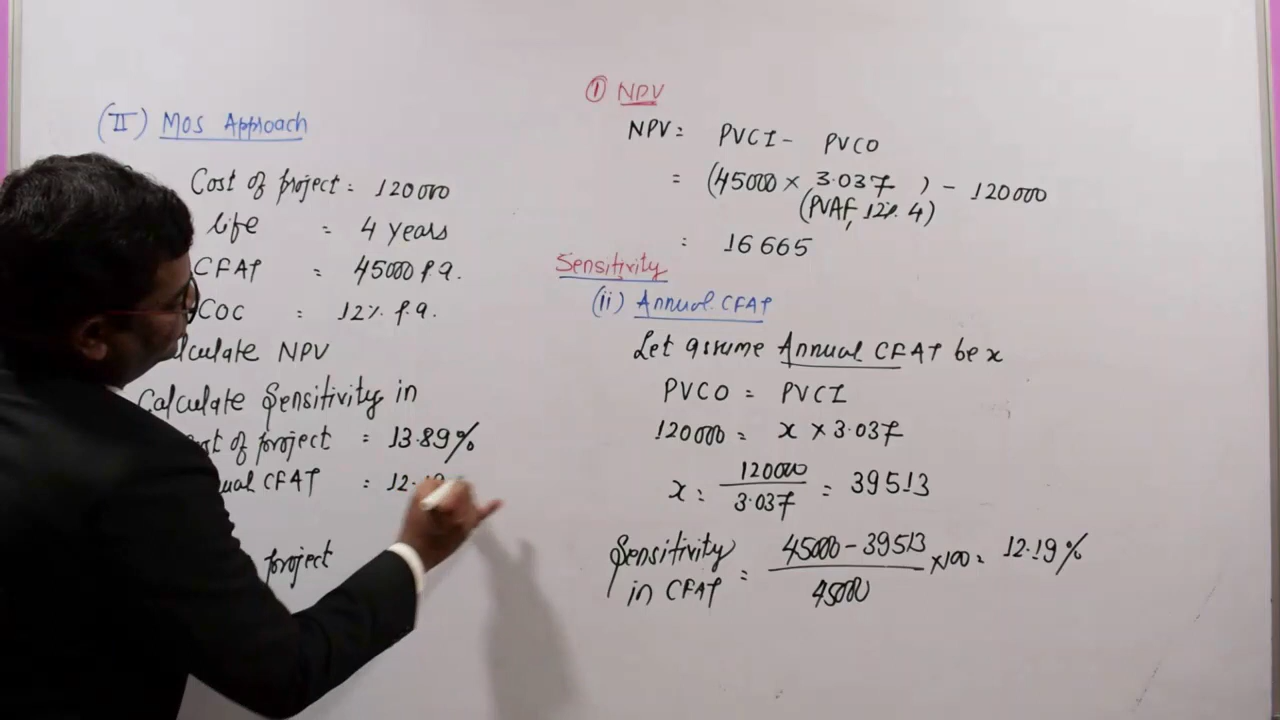 (II) Mos Approach
Cost of project = 120000
life = 4 years
CFAT = 45000 P.a.
COC = 12% P.a.
Calculate NPV
Calculate Sensitivity in
of project = 13.89%
CFAT = 12.19
project
① NPV
NPV = PVCI - PVCO
= (45000 × 3.037) - 120000
(PVAF, 12%. 4)
= 16665
Sensitivity
(ii) Annual CFAT
Let assume Annual CFAT be x
PVCO = PVCI
120000 = x × 3.037
x = 120000 / 3.037 = 39513
Sensitivity in CFAT = 45000 - 39513 / 45000 ×100 = 12.19%